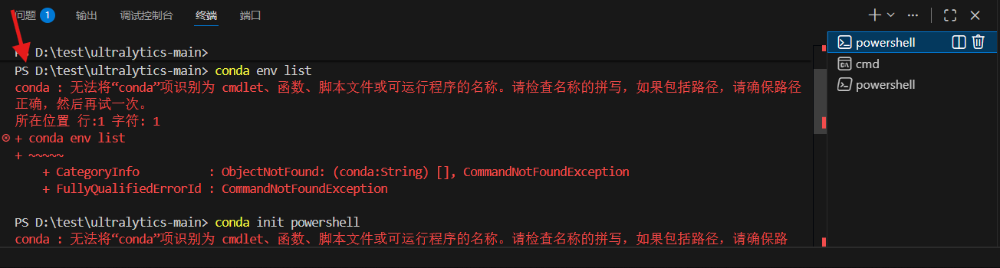 问题 1 输出 调试控制台 终端 端口
PS D:\test\ultralytics-main>
PS D:\test\ultralytics-main> conda env list
conda : 无法将“conda”项识别为 cmdlet、函数、脚本文件或可运行程序的名称。请检查名称的拼写，如果包括路径，请确保路径
正确，然后再试一次。
所在位置 行:1 字符: 1
+ conda env list
+ ~~~~~
+ CategoryInfo : ObjectNotFound: (conda:String) [], CommandNotFoundException
+ FullyQualifiedErrorId : CommandNotFoundException
PS D:\test\ultralytics-main> conda init powershell
conda : 无法将“conda”项识别为 cmdlet、函数、脚本文件或可运行程序的名称。请检查名称的拼写，如果包括路径，请确保路
powershell
cmd
powershell